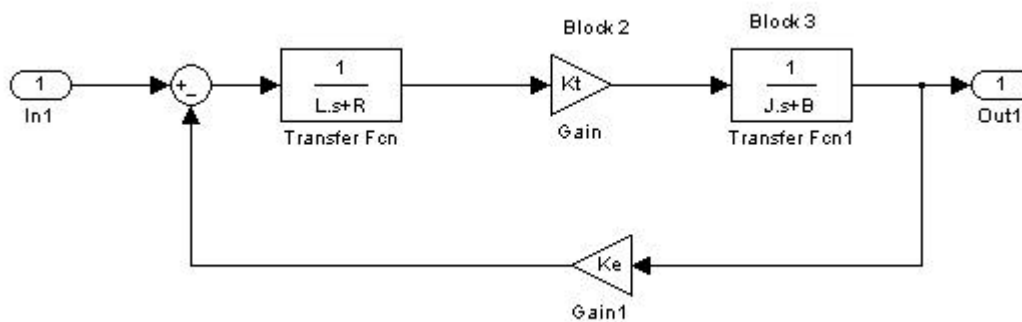 Block 2
Block 3
1
In1
+
-
1
L.s+R
Transfer Fcn
Kt
Gain
1
J.s+B
Transfer Fcn1
1
Out1
Ke
Gain1